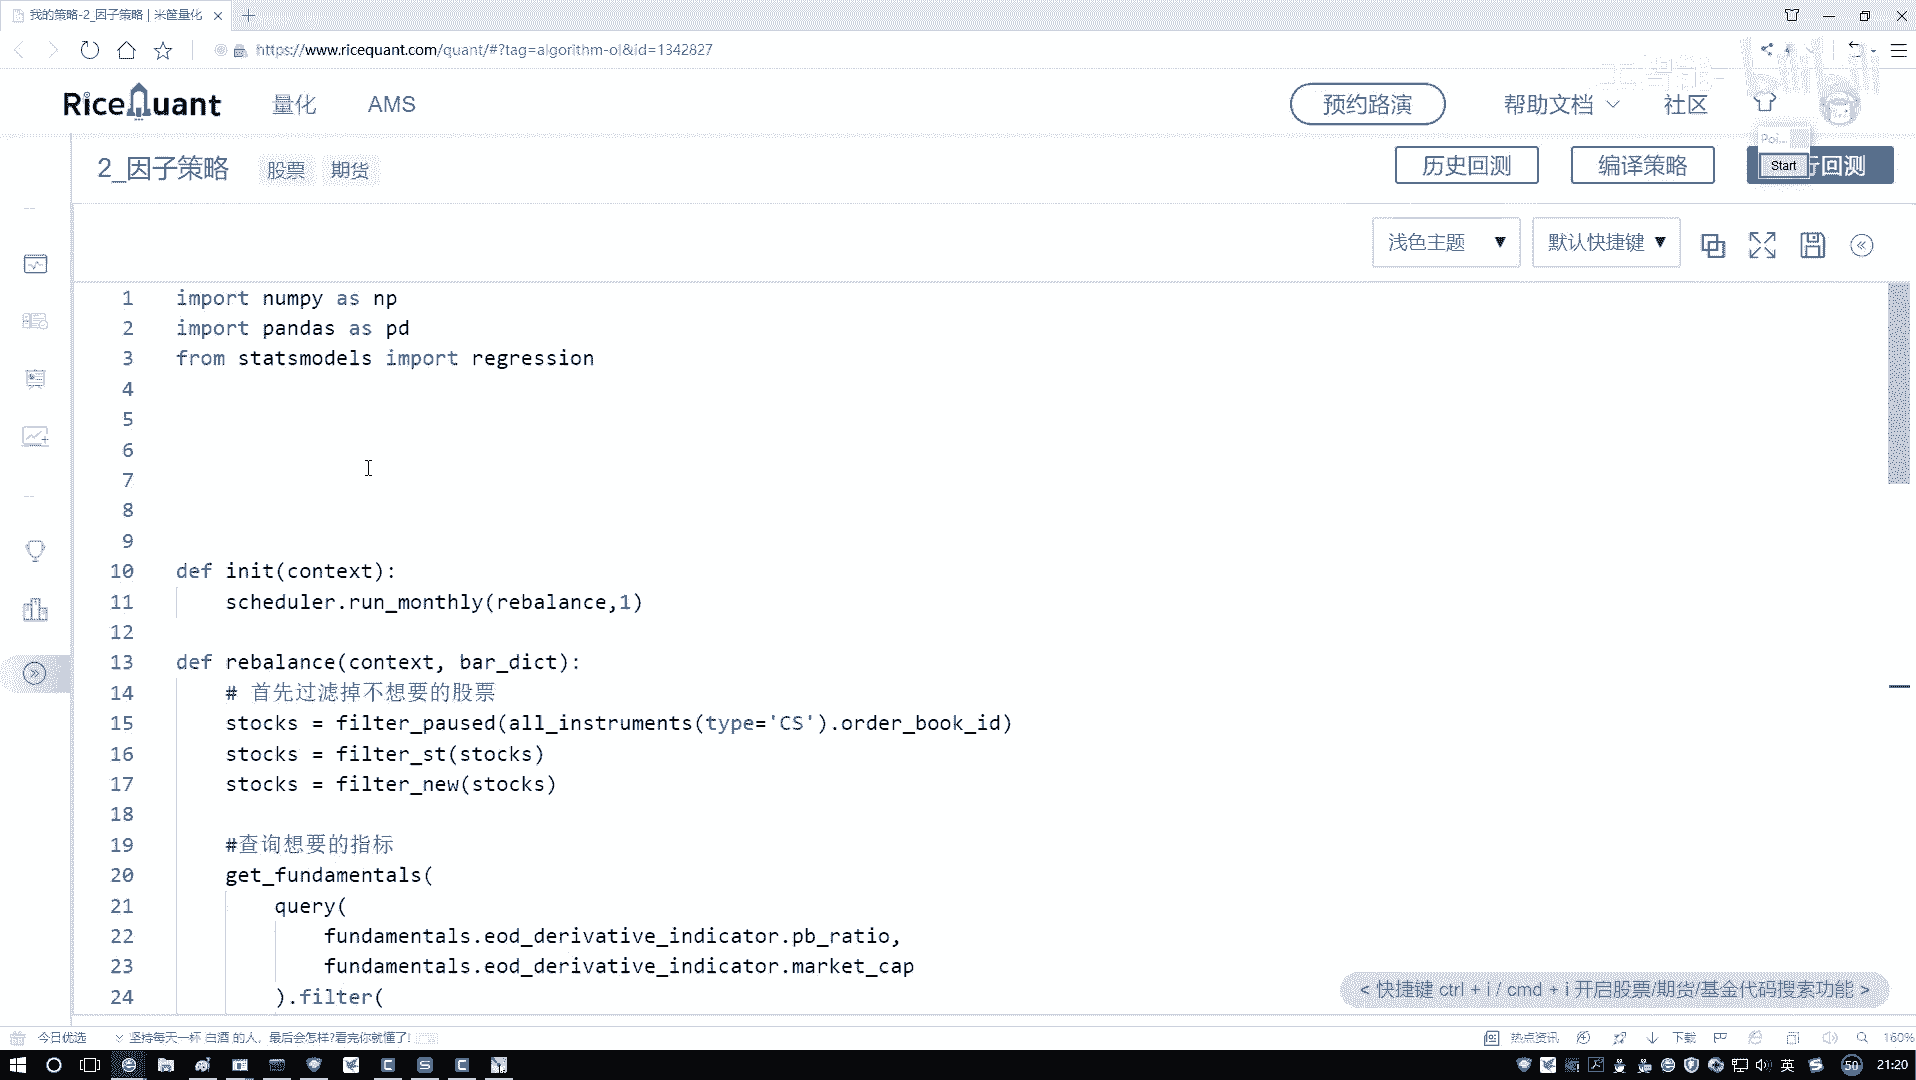 我的策略-2_因子策略 | 米筐量化
https://www.ricequant.com/quant/#?tag=algorithm-ol&id=1342827
RiceQuant 量化 AMS 预约路演 帮助文档 社区
Poi...
2_因子策略 股票 期货 历史回测 编译策略 Start 行回测
浅色主题 ▼ 默认快捷键 ▼
1 import numpy as np
2 import pandas as pd
3 from statsmodels import regression
4
5
6
7
8
9
10 def init(context):
11 scheduler.run_monthly(rebalance,1)
12
13 def rebalance(context, bar_dict):
14 # 首先过滤掉不想要的股票
15 stocks = filter_paused(all_instruments(type='CS').order_book_id)
16 stocks = filter_st(stocks)
17 stocks = filter_new(stocks)
18
19 #查询想要的指标
20 get_fundamentals(
21 query(
22 fundamentals.eod_derivative_indicator.pb_ratio,
23 fundamentals.eod_derivative_indicator.market_cap
24 ).filter(
< 快捷键 ctrl + i / cmd + i 开启股票/期货/基金代码搜索功能 >
今日优选 坚持每天一杯 白酒 的人，最后会怎样?看完你就懂了! 热点资讯 下载 160%
英 50 21:20